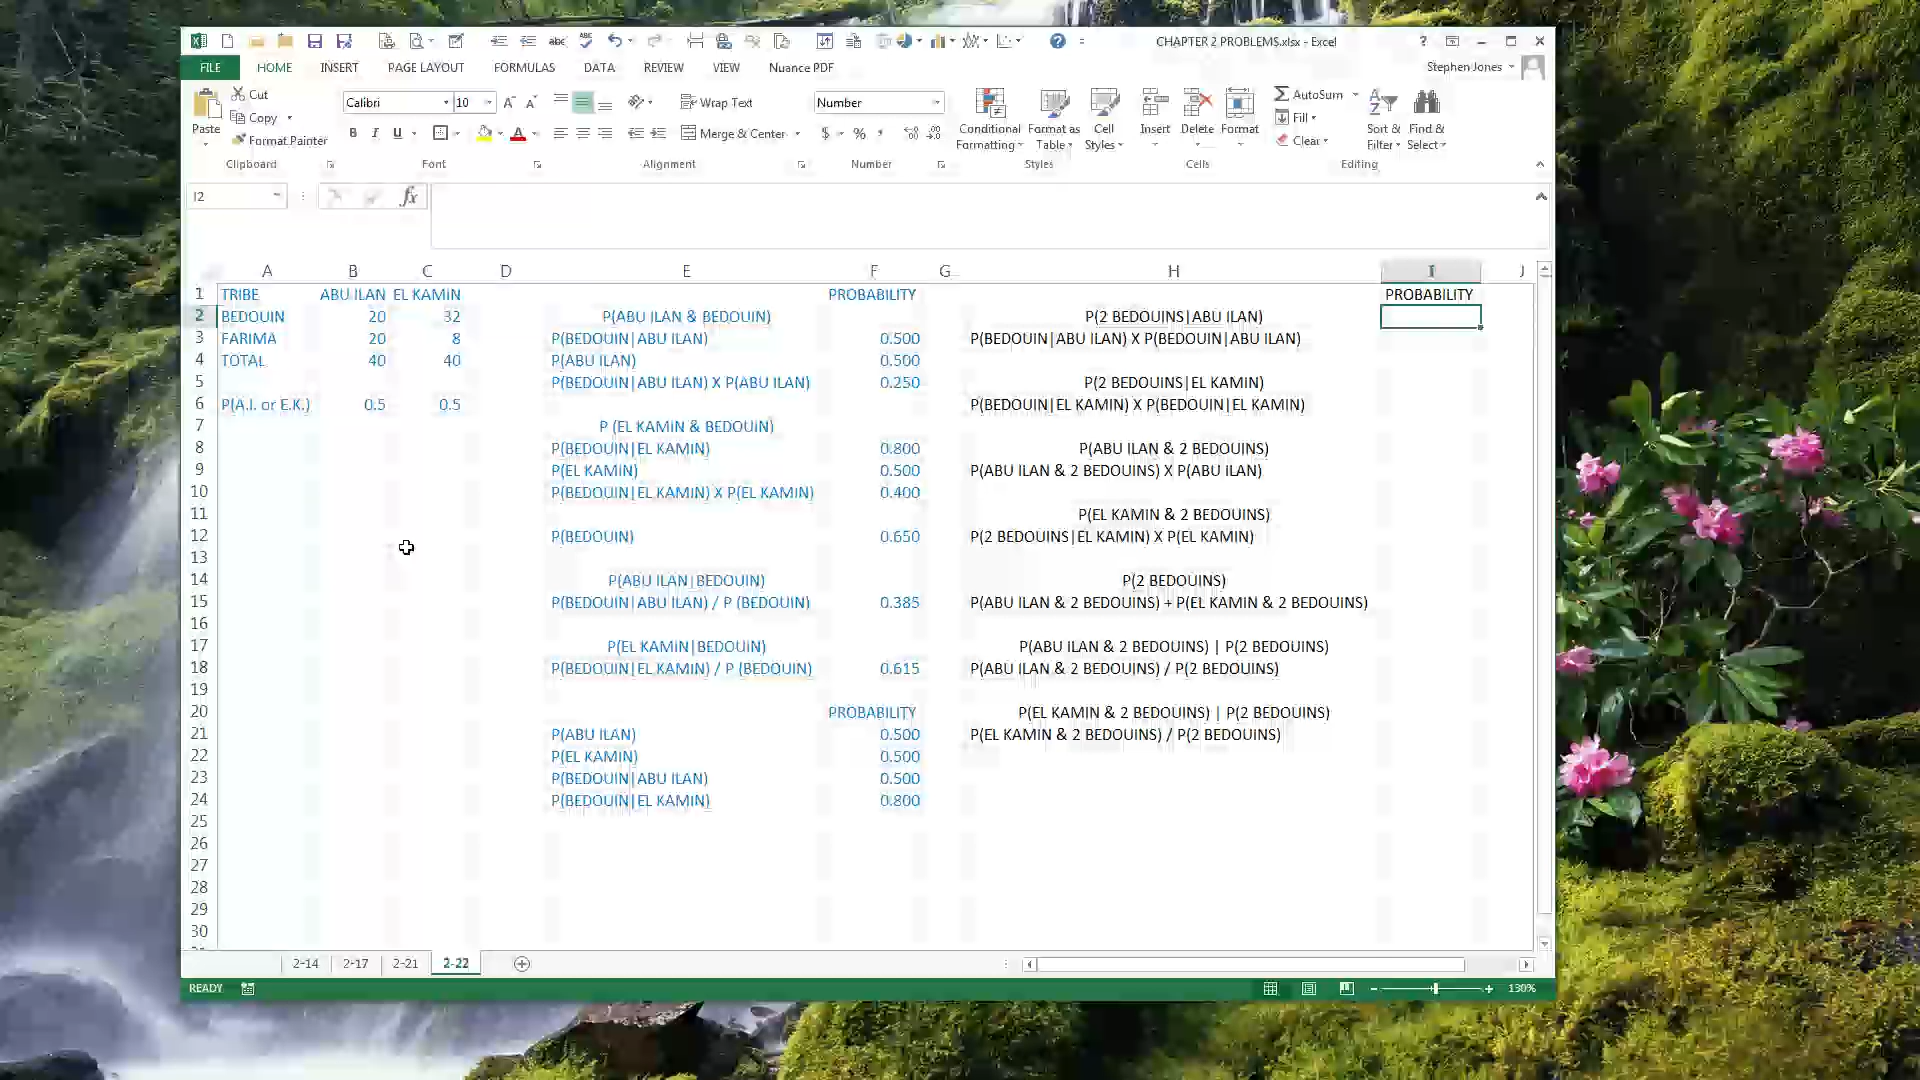 CHAPTER 2 PROBLEMS.xlsx - Excel
FILE HOME INSERT PAGE LAYOUT FORMULAS DATA REVIEW VIEW Nuance PDF Stephen Jones
Paste Cut Copy Format Painter
Calibri 10
B I U A
Wrap Text
Merge & Center
Number
$ % ,
Conditional Formatting
Format as Table
Cell Styles
Insert Delete Format
AutoSum
Fill
Clear
Sort & Filter
Find & Select
Clipboard Font Alignment Number Styles Cells Editing
I2 fx
A B C D E F G H I J
1 TRIBE ABU ILAN EL KAMIN PROBABILITY PROBABILITY
2 BEDOUIN 20 32 P(ABU ILAN & BEDOUIN) P(2 BEDOUINS|ABU ILAN)
3 FARIMA 20 8 P(BEDOUIN|ABU ILAN) 0.500 P(BEDOUIN|ABU ILAN) X P(BEDOUIN|ABU ILAN)
4 TOTAL 40 40 P(ABU ILAN) 0.500
5 P(BEDOUIN|ABU ILAN) X P(ABU ILAN) 0.250 P(2 BEDOUINS|EL KAMIN)
6 P(A.I. or E.K.) 0.5 0.5 P(BEDOUIN|EL KAMIN) X P(BEDOUIN|EL KAMIN)
7 P (EL KAMIN & BEDOUIN)
8 P(BEDOUIN|EL KAMIN) 0.800 P(ABU ILAN & 2 BEDOUINS)
9 P(EL KAMIN) 0.500 P(ABU ILAN & 2 BEDOUINS) X P(ABU ILAN)
10 P(BEDOUIN|EL KAMIN) X P(EL KAMIN) 0.400
11 P(EL KAMIN & 2 BEDOUINS)
12 P(BEDOUIN) 0.650 P(2 BEDOUINS|EL KAMIN) X P(EL KAMIN)
13
14 P(ABU ILAN|BEDOUIN) P(2 BEDOUINS)
15 P(BEDOUIN|ABU ILAN) / P (BEDOUIN) 0.385 P(ABU ILAN & 2 BEDOUINS) + P(EL KAMIN & 2 BEDOUINS)
16
17 P(EL KAMIN|BEDOUIN) P(ABU ILAN & 2 BEDOUINS) | P(2 BEDOUINS)
18 P(BEDOUIN|EL KAMIN) / P (BEDOUIN) 0.615 P(ABU ILAN & 2 BEDOUINS) / P(2 BEDOUINS)
19
20 PROBABILITY P(EL KAMIN & 2 BEDOUINS) | P(2 BEDOUINS)
21 P(ABU ILAN) 0.500 P(EL KAMIN & 2 BEDOUINS) / P(2 BEDOUINS)
22 P(EL KAMIN) 0.500
23 P(BEDOUIN|ABU ILAN) 0.500
24 P(BEDOUIN|EL KAMIN) 0.800
25
26
27
28
29
30
2-14 2-17 2-21 2-22
READY 130%